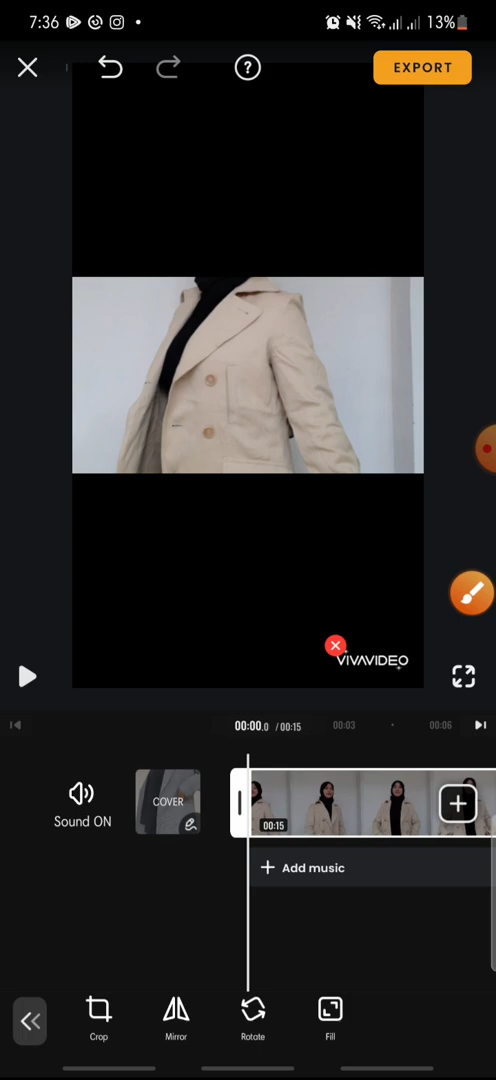 7:36
13%
EXPORT
VIVAVIDEO
00:00.0 / 00:15 00:03 00:06
Sound ON
COVER
00:15
Add music
Crop Mirror Rotate Fill